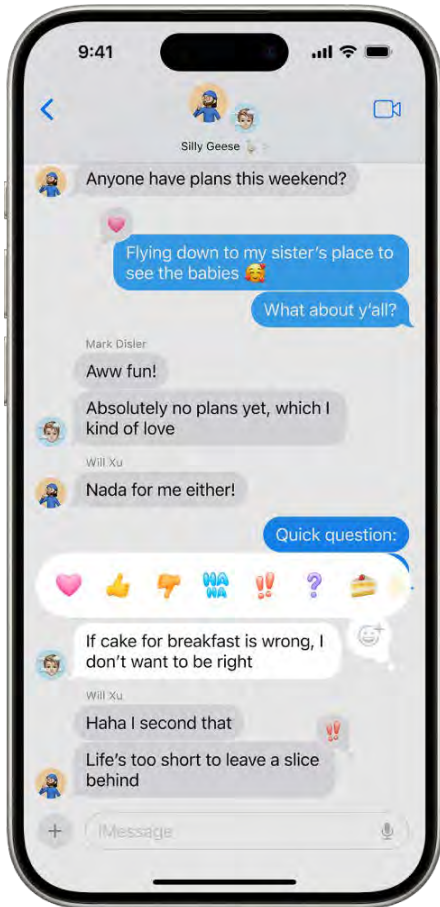 9:41
Silly Geese
Anyone have plans this weekend?
Flying down to my sister's place to
see the babies 🥰
What about y'all?
Mark Disler
Aww fun!
Absolutely no plans yet, which I
kind of love
Will Xu
Nada for me either!
Quick question:
HA HA
‼️
?
If cake for breakfast is wrong, I
don't want to be right
Will Xu
Haha I second that
‼️
Life's too short to leave a slice
behind
iMessage